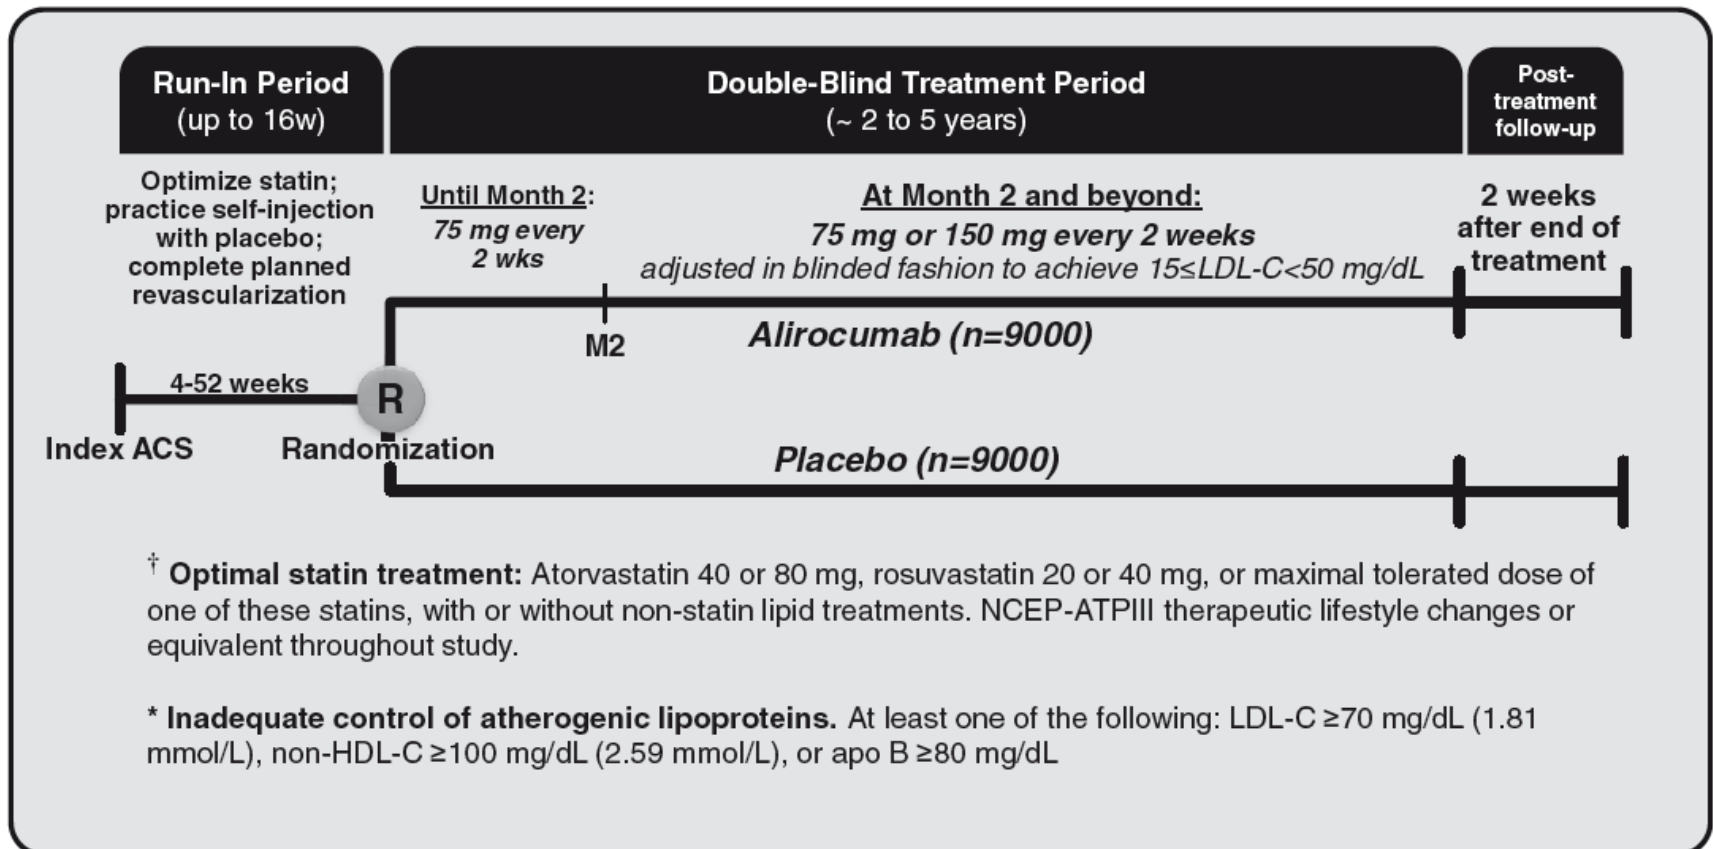 Run-In Period
(up to 16w)
Double-Blind Treatment Period
(~ 2 to 5 years)
Post-
treatment
follow-up
Optimize statin;
practice self-injection
with placebo;
complete planned
revascularization
Until Month 2:
75 mg every
2 wks
At Month 2 and beyond:
75 mg or 150 mg every 2 weeks
adjusted in blinded fashion to achieve 15≤LDL-C<50 mg/dL
2 weeks
after end of
treatment
M2
Alirocumab (n=9000)
4-52 weeks
R
Index ACS
Randomization
Placebo (n=9000)
† Optimal statin treatment: Atorvastatin 40 or 80 mg, rosuvastatin 20 or 40 mg, or maximal tolerated dose of
one of these statins, with or without non-statin lipid treatments. NCEP-ATPIII therapeutic lifestyle changes or
equivalent throughout study.
* Inadequate control of atherogenic lipoproteins. At least one of the following: LDL-C ≥70 mg/dL (1.81
mmol/L), non-HDL-C ≥100 mg/dL (2.59 mmol/L), or apo B ≥80 mg/dL